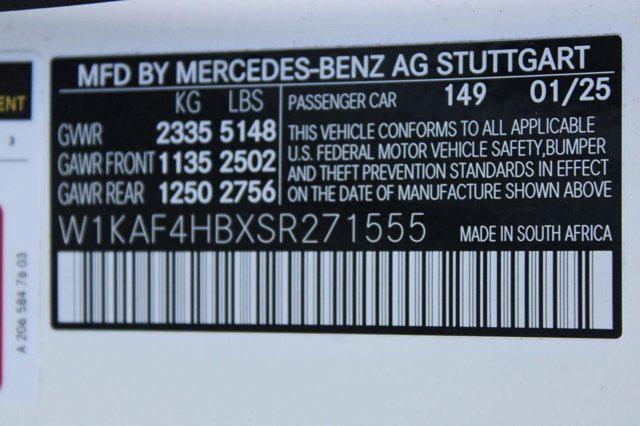 MFD BY MERCEDES-BENZ AG STUTTGART
KG LBS
GVWR 2335 5148
GAWR FRONT 1135 2502
GAWR REAR 1250 2756
PASSENGER CAR 149 01/25
THIS VEHICLE CONFORMS TO ALL APPLICABLE
U.S. FEDERAL MOTOR VEHICLE SAFETY,BUMPER
AND THEFT PREVENTION STANDARDS IN EFFECT
ON THE DATE OF MANUFACTURE SHOWN ABOVE
W1KAF4HBXSR271555 MADE IN SOUTH AFRICA
ENT
3
A 206 584 76 03